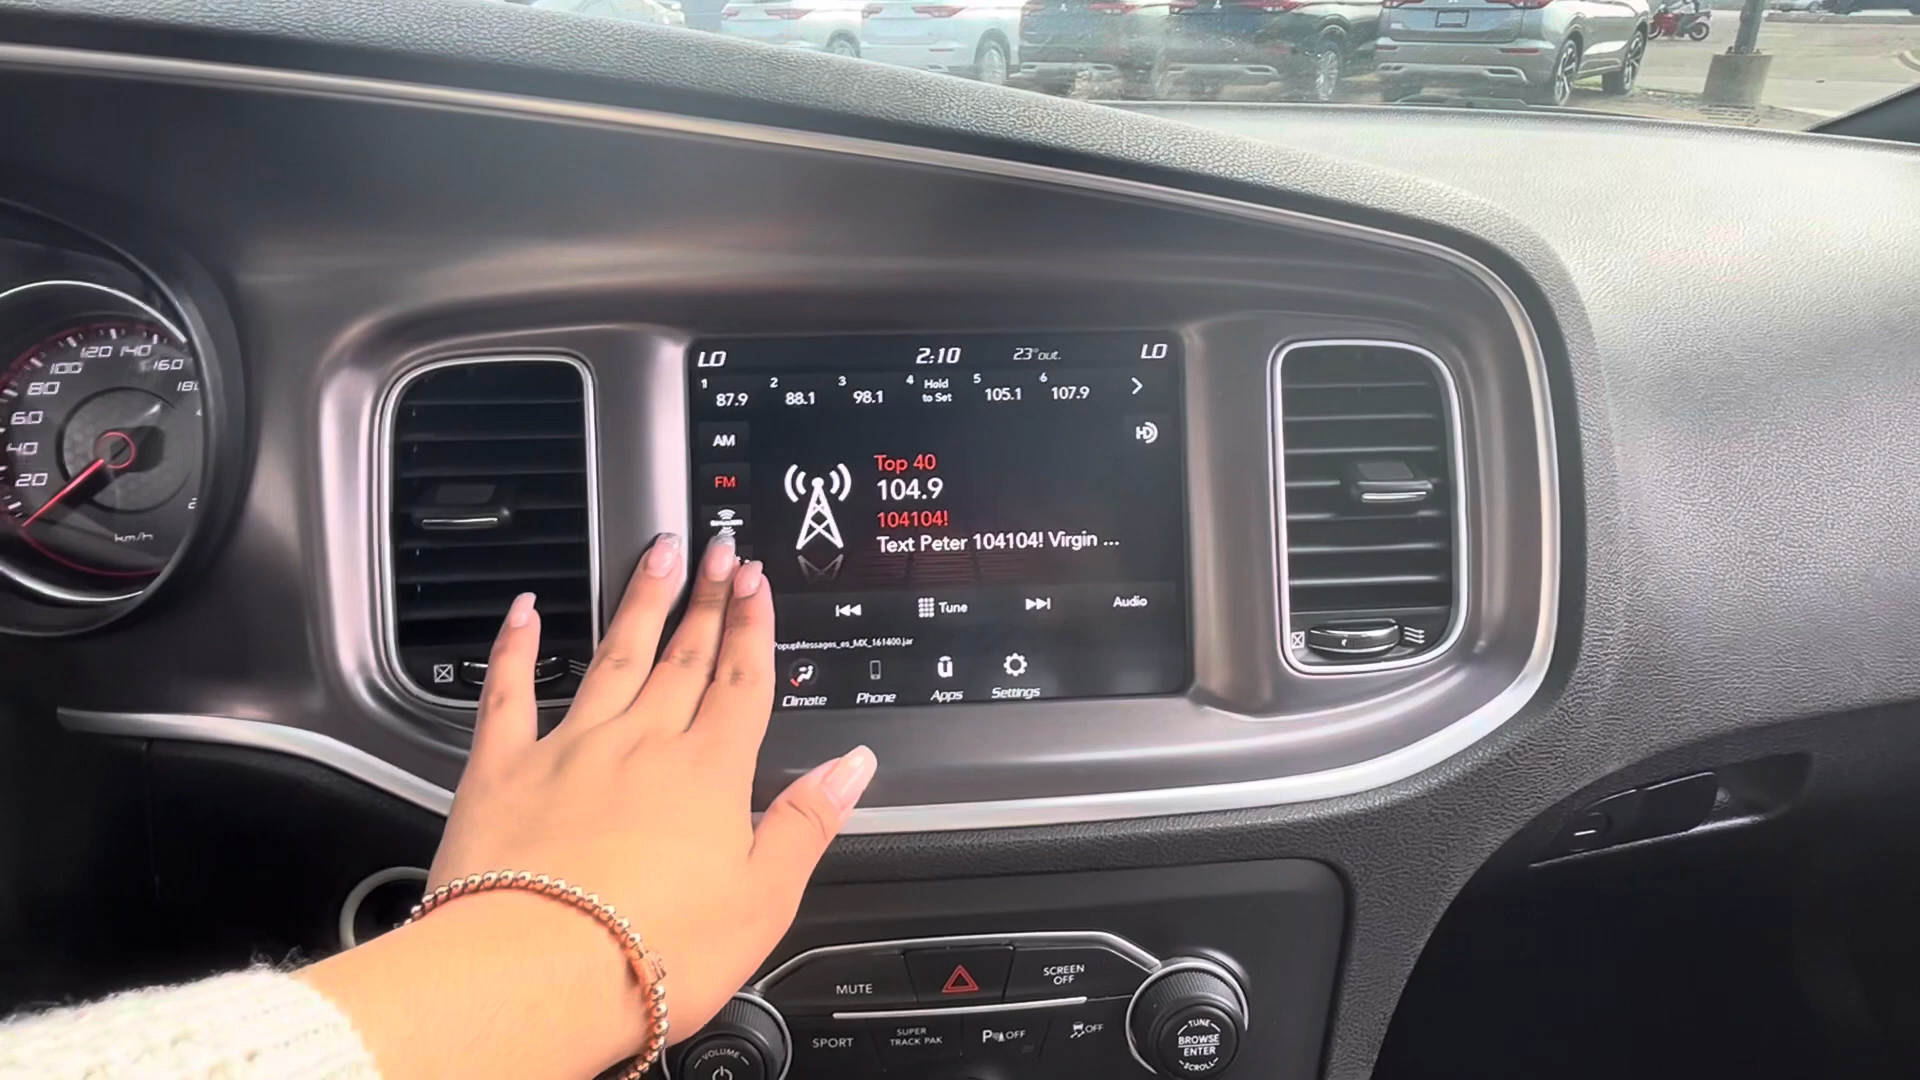 LO 2:10 23° out. LO
1 87.9 2 88.1 3 98.1 4 Hold to Set 5 105.1 6 107.9
AM
FM
Top 40
104.9
104104!
Text Peter 104104! Virgin ...
Tune Audio
PopupMessages_es_MX_161400.jar
Climate Phone Apps Settings
HD
20
40
60
80
100
120
140
160
km/h
MUTE SCREEN OFF
SPORT SUPER TRACK PAK P OFF OFF
VOLUME
TUNE
BROWSE
ENTER
SCROLL